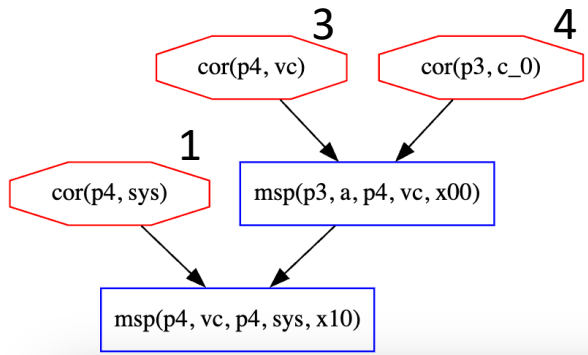 3
4
cor(p4, vc)
cor(p3, c_0)
1
cor(p4, sys)
msp(p3, a, p4, vc, x00)
msp(p4, vc, p4, sys, x10)